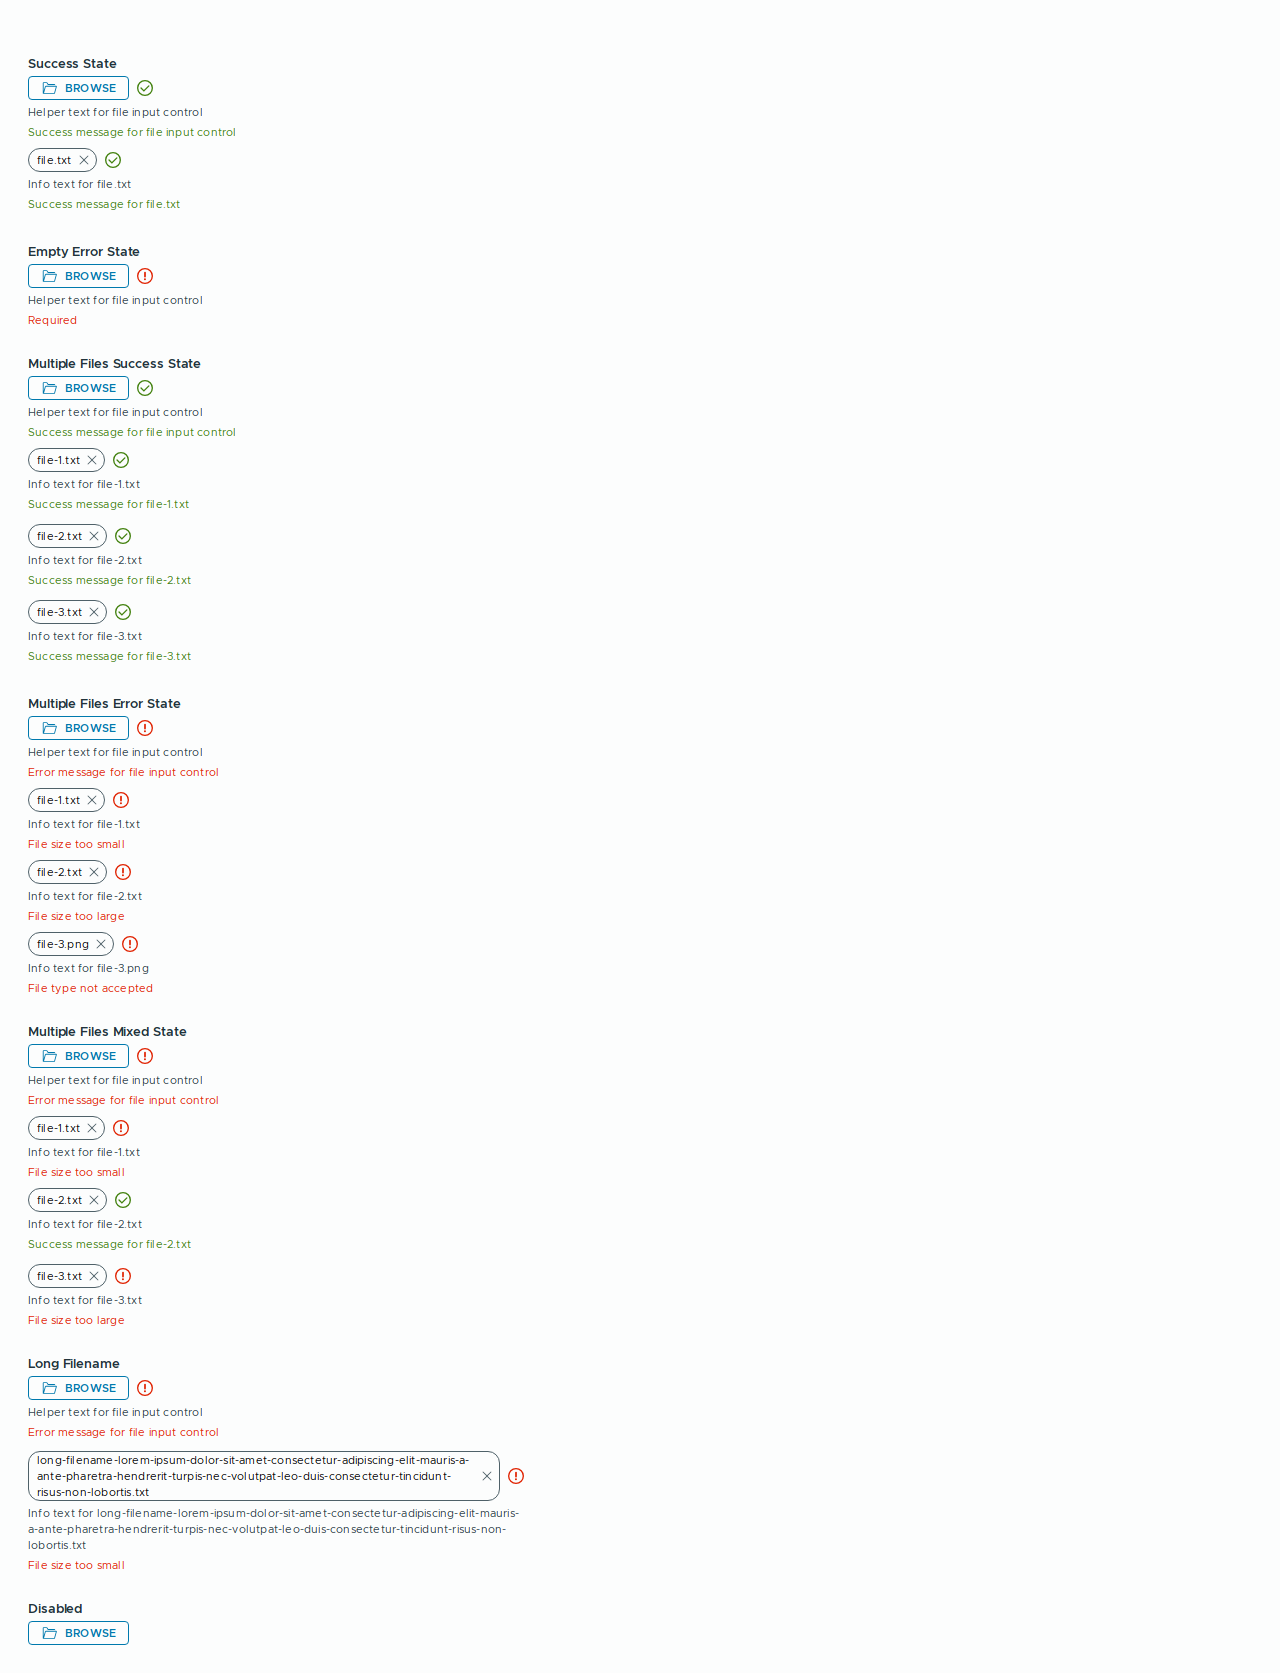 Success State
BROWSE
Helper text for file input control
Success message for file input control
file.txt
Info text for file.txt
Success message for file.txt
Empty Error State
BROWSE
Helper text for file input control
Required
Multiple Files Success State
BROWSE
Helper text for file input control
Success message for file input control
file-1.txt
Info text for file-1.txt
Success message for file-1.txt
file-2.txt
Info text for file-2.txt
Success message for file-2.txt
file-3.txt
Info text for file-3.txt
Success message for file-3.txt
Multiple Files Error State
BROWSE
Helper text for file input control
Error message for file input control
file-1.txt
Info text for file-1.txt
File size too small
file-2.txt
Info text for file-2.txt
File size too large
file-3.png
Info text for file-3.png
File type not accepted
Multiple Files Mixed State
BROWSE
Helper text for file input control
Error message for file input control
file-1.txt
Info text for file-1.txt
File size too small
file-2.txt
Info text for file-2.txt
Success message for file-2.txt
file-3.txt
Info text for file-3.txt
File size too large
Long Filename
BROWSE
Helper text for file input control
Error message for file input control
long-filename-lorem-ipsum-dolor-sit-amet-consectetur-adipiscing-elit-mauris-a-
ante-pharetra-hendrerit-turpis-nec-volutpat-leo-duis-consectetur-tincidunt-
risus-non-lobortis.txt
Info text for long-filename-lorem-ipsum-dolor-sit-amet-consectetur-adipiscing-elit-mauris-
a-ante-pharetra-hendrerit-turpis-nec-volutpat-leo-duis-consectetur-tincidunt-risus-non-
lobortis.txt
File size too small
Disabled
BROWSE